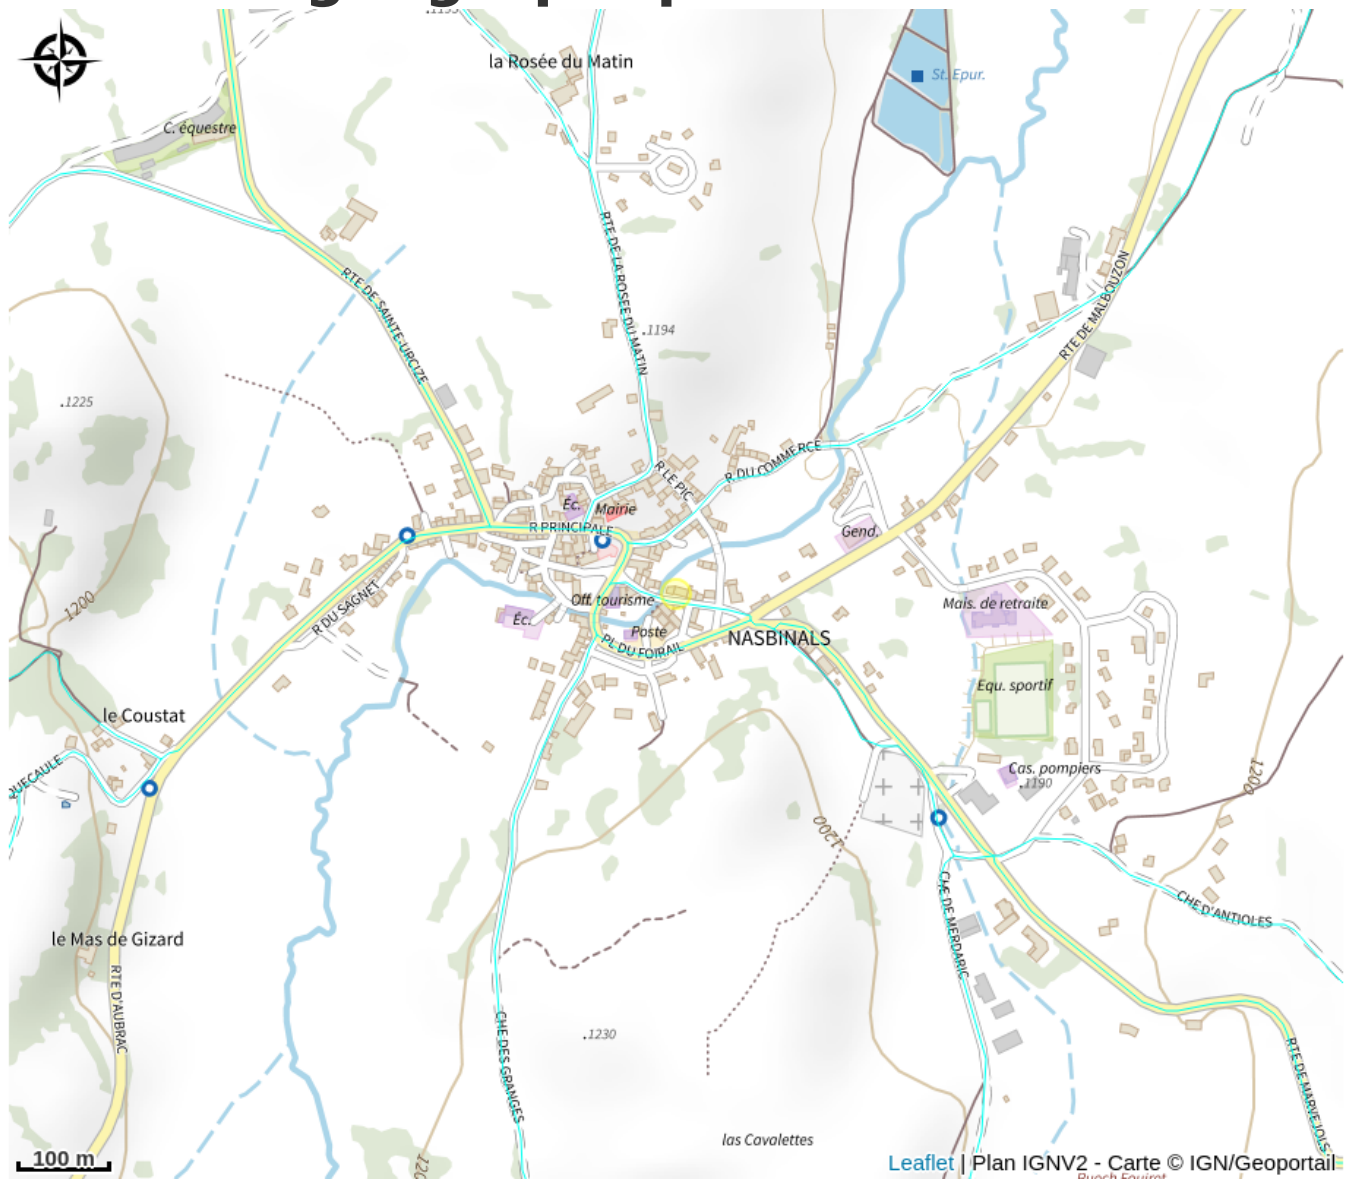 1195
la Rosée du Matin
St. Epur.
C. équestre
RTE DE LA ROSEE DU MATIN
RTE DE SAINTE-URCIZE
RTE DE MALBOUZON
.1194
.1225
R LE PIC
R DU COMMERCE
Éc.
Mairie
R PRINCIPALE
Gend.
1200
R DU SAGNET
Off. tourisme
Mais. de retraite
Éc.
Poste
NASBINALS
PL DU FOIRAIL
Equ. sportif
le Coustat
QUECAULE
Cas. pompiers
.1190
1200
1200
CHE DE MERDARIC
CHE D'ANTIOLES
le Mas de Gizard
RTE D'AUBRAC
CHE DES GRANGES
.1230
RTE DE MARVEJOLS
las Cavalettes
100 m
Leaflet | Plan IGNV2 - Carte © IGN/Geoportail